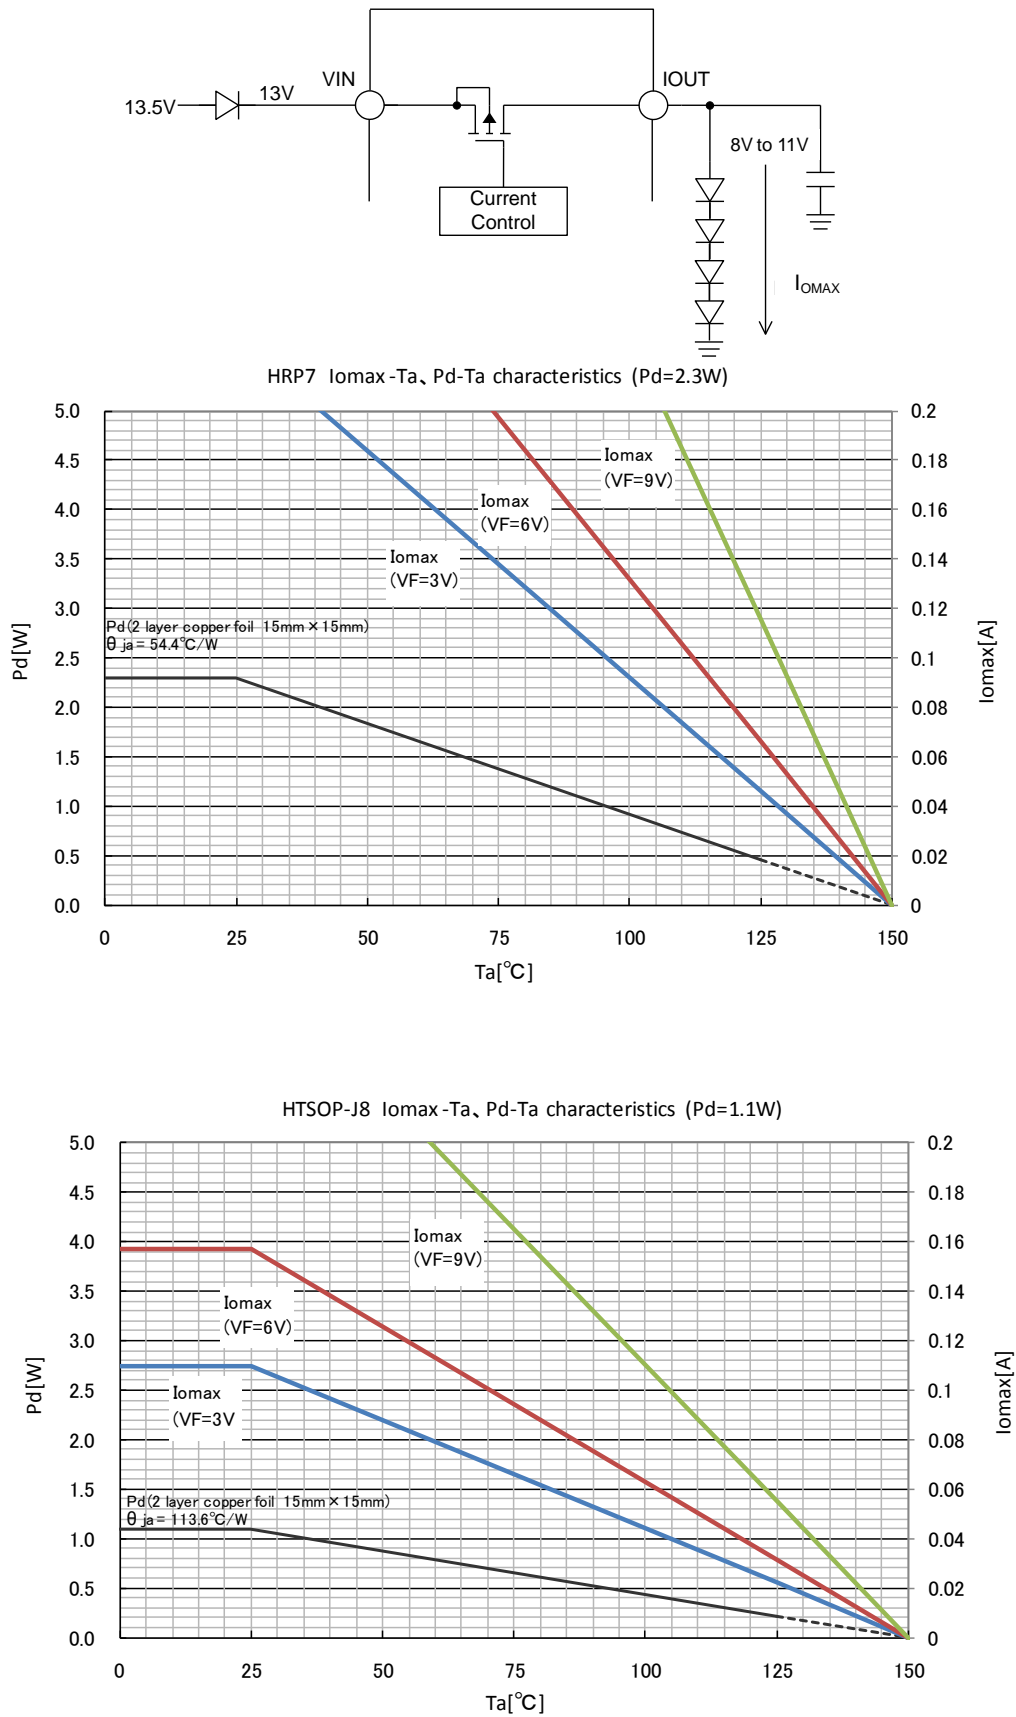 VIN
IOUT
13.5V
13V
8V to 11V
Current
Control
IOMAX
HRP7 Iomax-Ta、Pd-Ta characteristics (Pd=2.3W)
5.0
4.5
4.0
3.5
3.0
2.5
2.0
1.5
1.0
0.5
0.0
Pd[W]
Iomax
(VF=9V)
Iomax
(VF=6V)
Iomax
(VF=3V)
Pd(2 layer copper foil 15mm×15mm)
θja=54.4℃/W
0.2
0.18
0.16
0.14
0.12
0.1
0.08
0.06
0.04
0.02
0
Iomax[A]
0 25 50 75 100 125 150
Ta[℃]
HTSOP-J8 Iomax-Ta、Pd-Ta characteristics (Pd=1.1W)
5.0
4.5
4.0
3.5
3.0
2.5
2.0
1.5
1.0
0.5
0.0
Pd[W]
Iomax
(VF=9V)
Iomax
(VF=6V)
Iomax
(VF=3V
Pd(2 layer copper foil 15mm×15mm)
θja=113.6℃/W
0.2
0.18
0.16
0.14
0.12
0.1
0.08
0.06
0.04
0.02
0
Iomax[A]
0 25 50 75 100 125 150
Ta[℃]